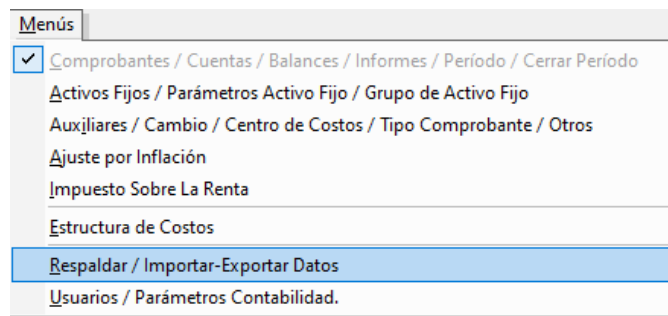 Menús
Comprobantes / Cuentas / Balances / Informes / Período / Cerrar Período
Activos Fijos / Parámetros Activo Fijo / Grupo de Activo Fijo
Auxiliares / Cambio / Centro de Costos / Tipo Comprobante / Otros
Ajuste por Inflación
Impuesto Sobre La Renta
Estructura de Costos
Respaldar / Importar-Exportar Datos
Usuarios / Parámetros Contabilidad.